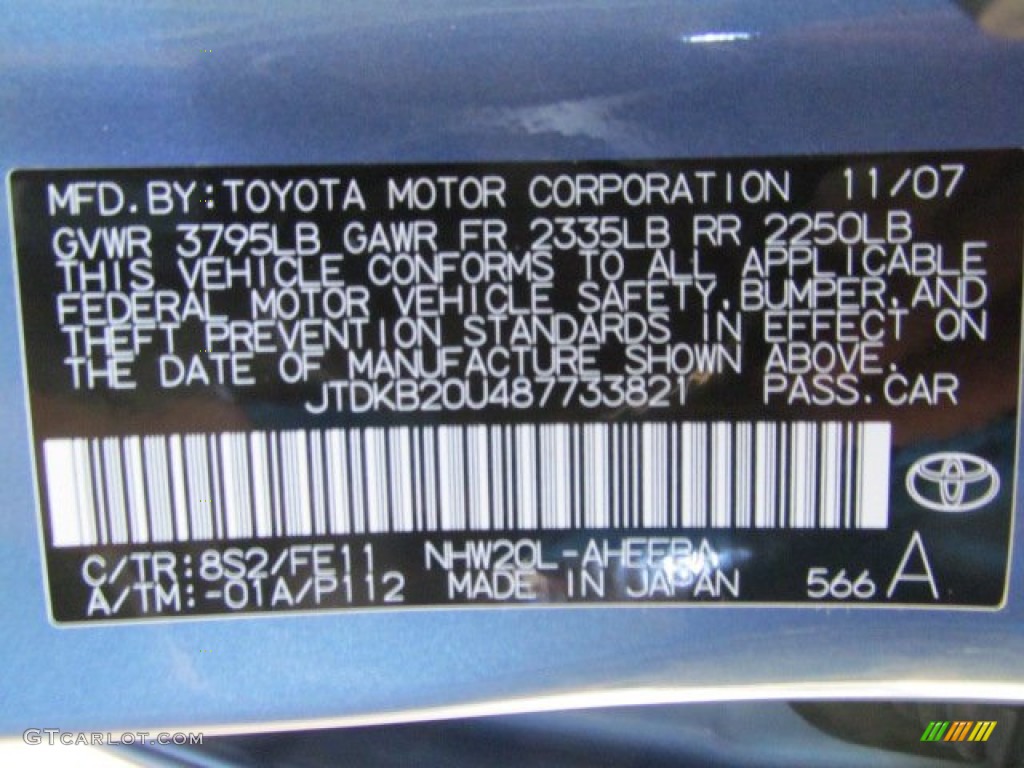 MFD.BY:TOYOTA MOTOR CORPORATION 11/07
GVWR 3795LB GAWR FR 2335LB RR 2250LB
THIS VEHICLE CONFORMS TO ALL APPLICABLE
FEDERAL MOTOR VEHICLE SAFETY,BUMPER,AND
THEFT PREVENTION STANDARDS IN EFFECT ON
THE DATE OF MANUFACTURE SHOWN ABOVE.
JTDKB20U487733821 PASS.CAR
C/TR:8S2/FE11 NHW20L-AHEEBA
A/TM:-01A/P112 MADE IN JAPAN 566 A
GTCARLOT.COM